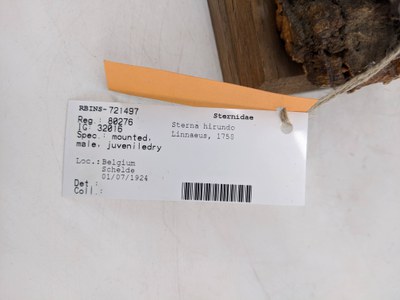 RBINS-721497
Sternidae
Reg : 80276
Sterna hirundo
IG: 32016
Linnaeus, 1758
Spec.: mounted,
male, juveniledry
Loc.: Belgium
Schelde
01/07/1924
Det :
Coll.: